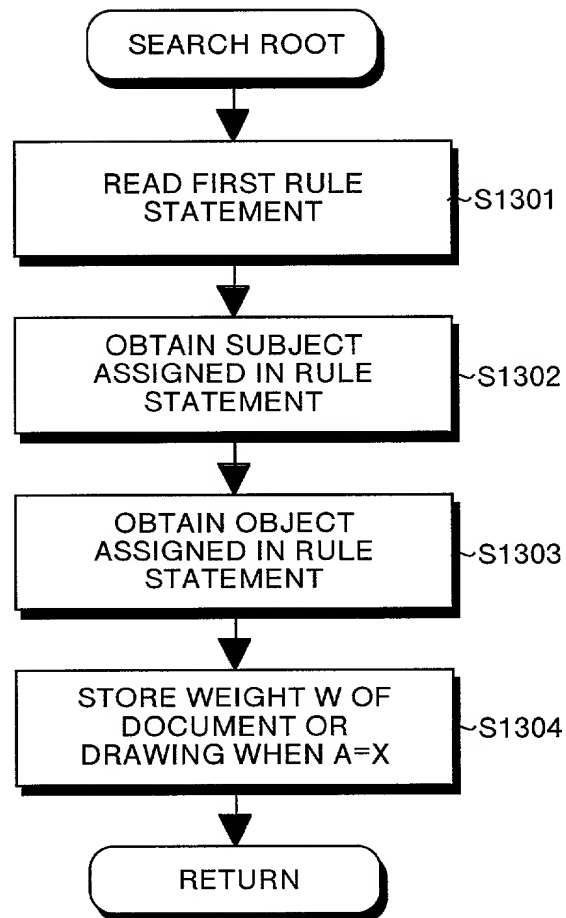 SEARCH ROOT
READ FIRST RULE
STATEMENT
S1301
OBTAIN SUBJECT
ASSIGNED IN RULE
STATEMENT
S1302
OBTAIN OBJECT
ASSIGNED IN RULE
STATEMENT
S1303
STORE WEIGHT W OF
DOCUMENT OR
DRAWING WHEN A=X
S1304
RETURN